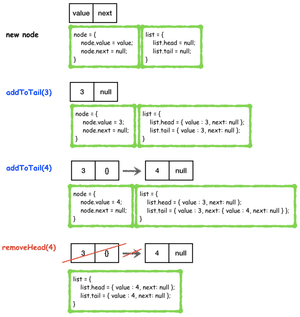 value next
new node
node = {
node.value = value;
node.next = null;
}
list = {
list.head = null;
list.tail = null;
}
addToTail(3)
3 null
node = {
node.value = 3;
node.next = null;
}
list = {
list.head = { value : 3, next: null };
list.tail = { value : 3, next: null };
}
addToTail(4)
3 {} 4 null
node = {
node.value = 4;
node.next = null;
}
list = {
list.head = { value : 3, next: null };
list.tail = { value : 3, next: { value : 4, next: null } };
}
removeHead(4)
3 {} 4 null
list = {
list.head = { value : 4, next: null };
list.tail = { value : 4, next: null };
}